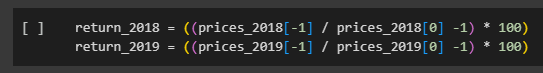 [ ] return_2018 = ((prices_2018[-1] / prices_2018[0] -1) * 100)
return_2019 = ((prices_2019[-1] / prices_2019[0] -1) * 100)